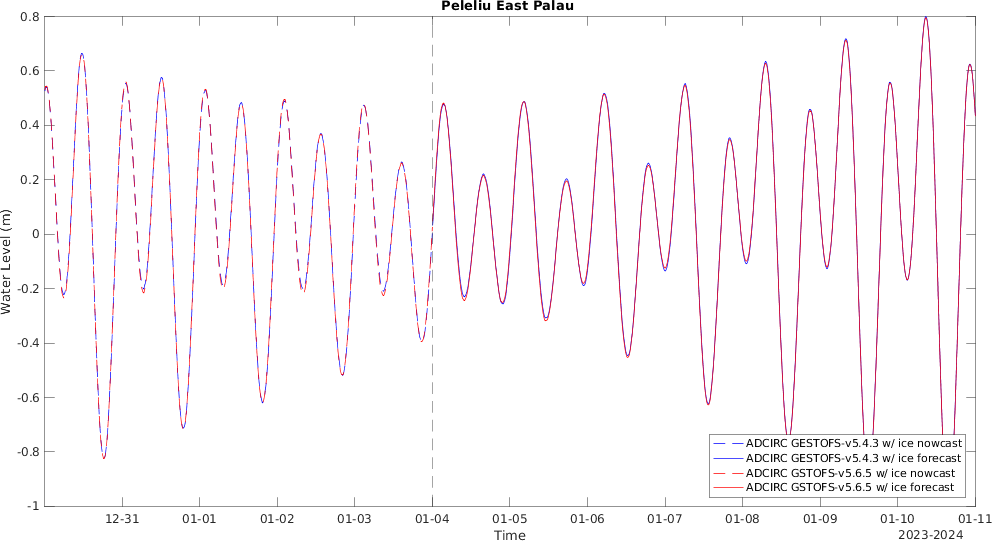 Peleliu East Palau
0.8
0.6
0.4
0.2
0
-0.2
-0.4
-0.6
-0.8
-1
Water Level (m)
ADCIRC GESTOFS-v5.4.3 w/ ice nowcast
ADCIRC GESTOFS-v5.4.3 w/ ice forecast
ADCIRC GSTOFS-v5.6.5 w/ ice nowcast
ADCIRC GSTOFS-v5.6.5 w/ ice forecast
12-31 01-01 01-02 01-03 01-04 01-05 01-06 01-07 01-08 01-09 01-10 01-11
Time
2023-2024